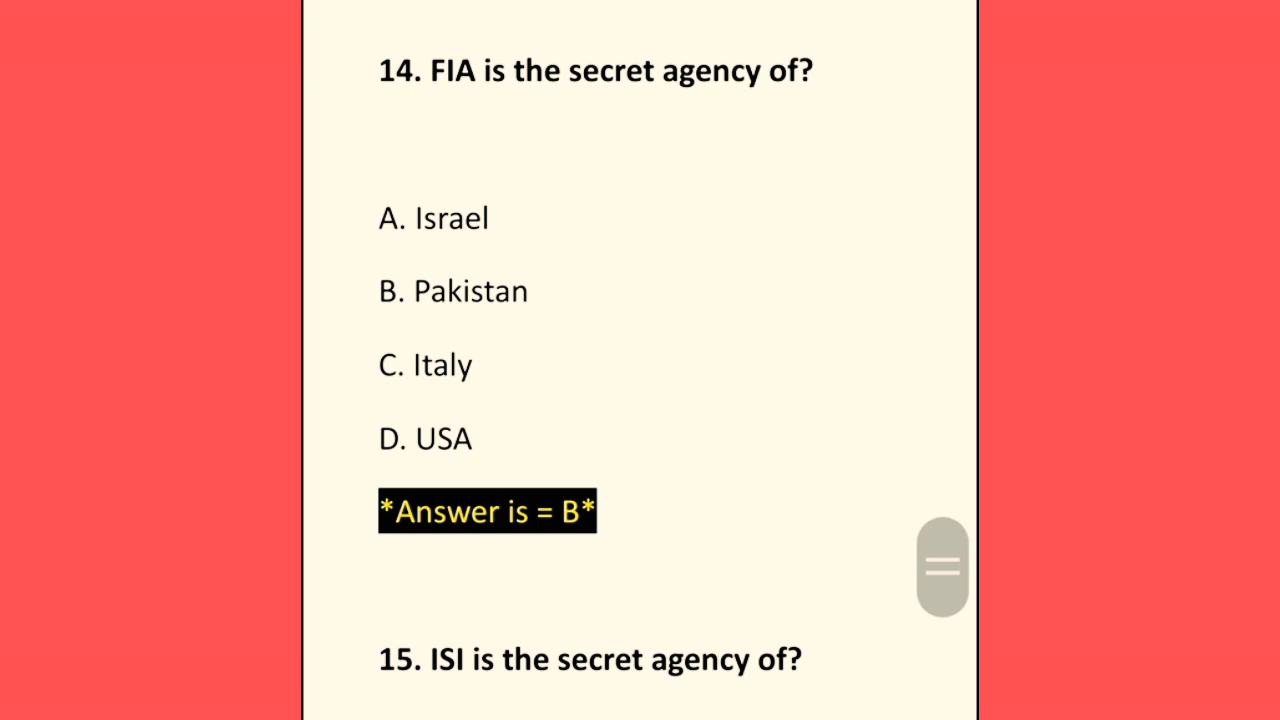 14. FIA is the secret agency of?
A. Israel
B. Pakistan
C. Italy
D. USA
*Answer is = B*
15. ISI is the secret agency of?